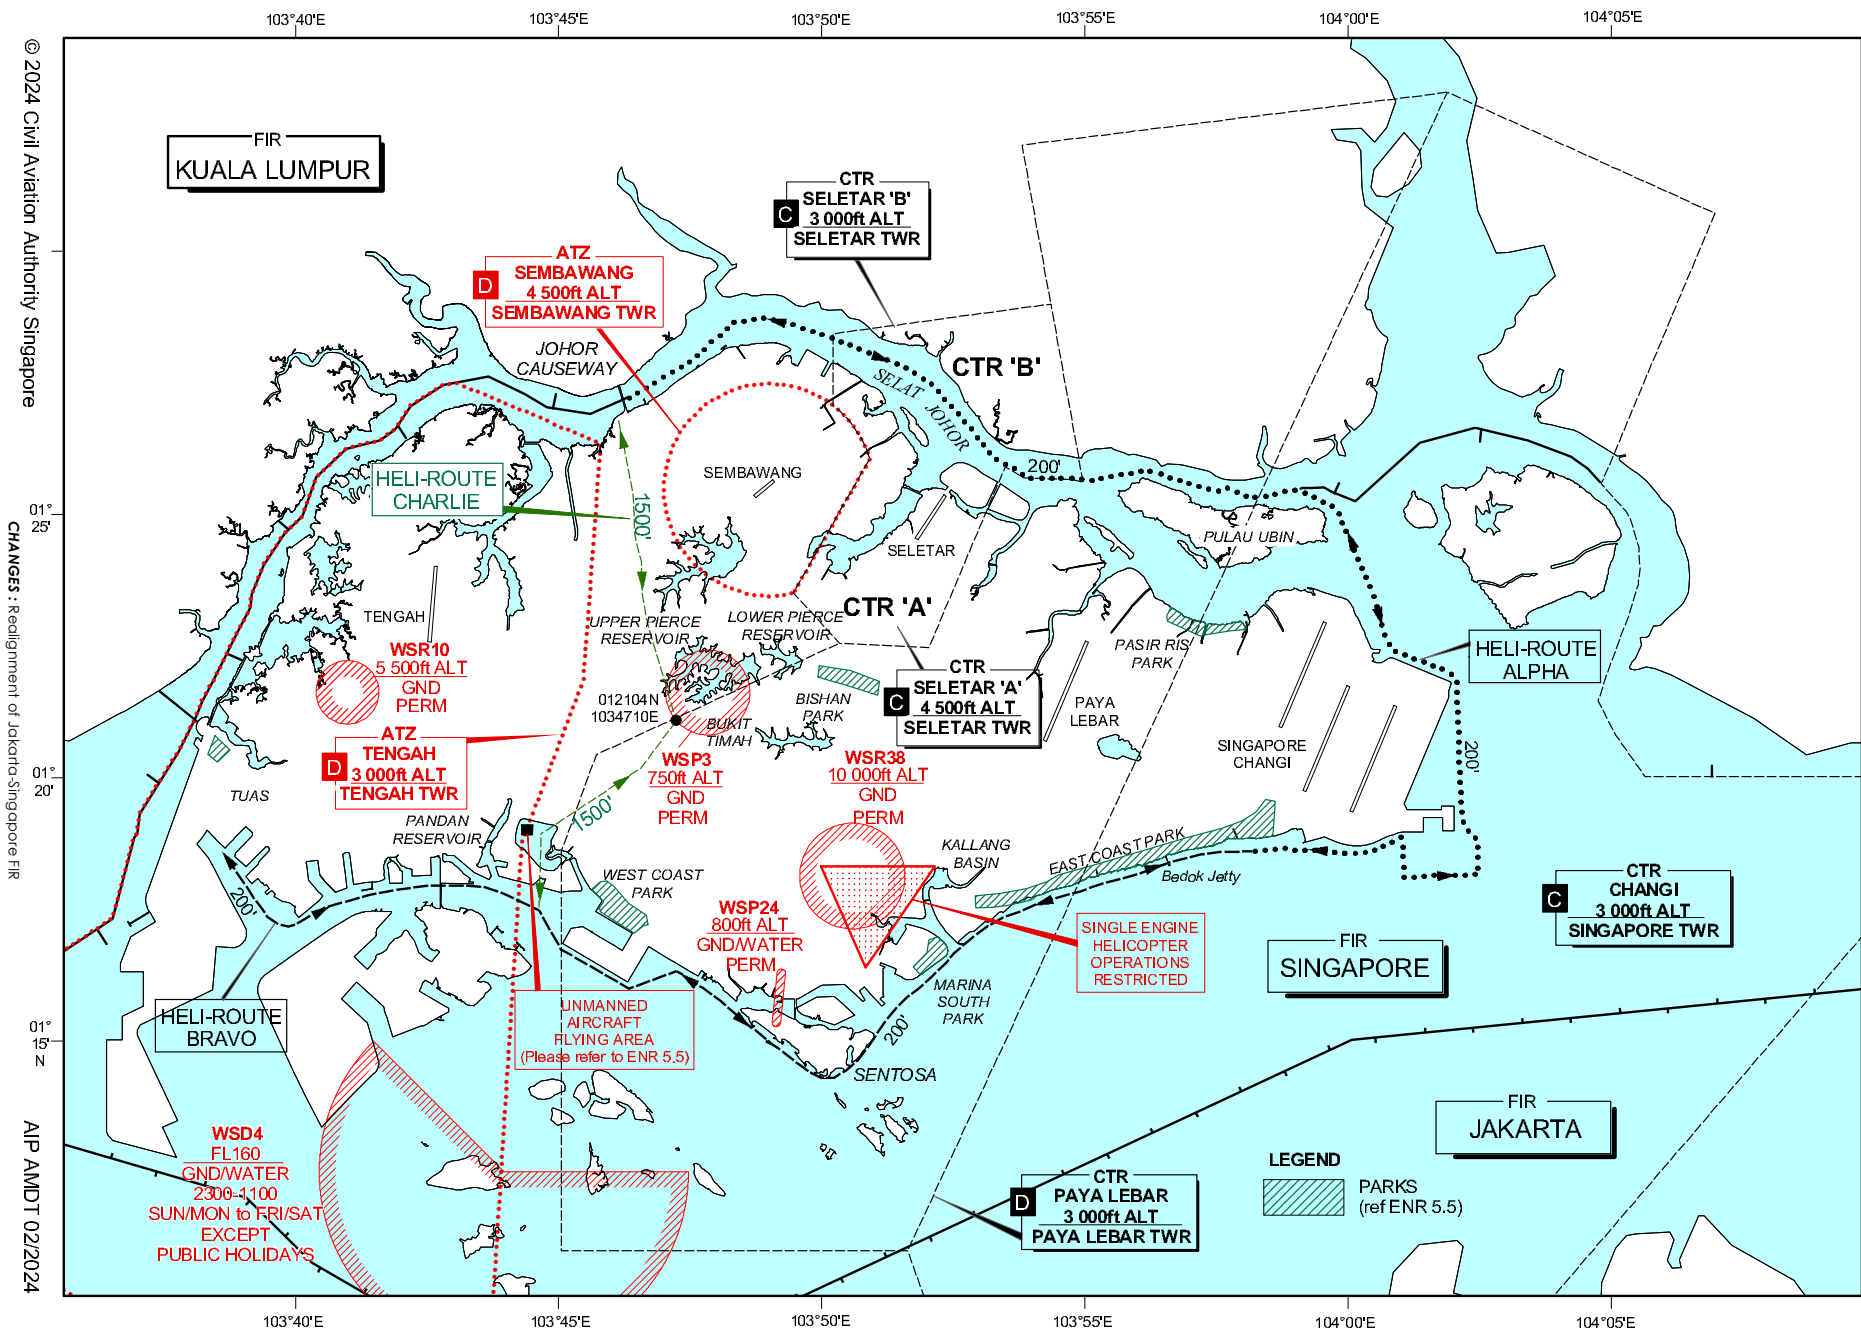 103°40'E
103°45'E
103°50'E
103°55'E
104°00'E
104°05'E
© 2024 Civil Aviation Authority Singapore
FIR
KUALA LUMPUR
CTR
SELETAR 'B'
C
3 000ft ALT
SELETAR TWR
ATZ
SEMBAWANG
D
4 500ft ALT
SEMBAWANG TWR
JOHOR
CAUSEWAY
CTR 'B'
SELAT JOHOR
200'
SEMBAWANG
HELI-ROUTE
CHARLIE
1500'
01°
25'
SELETAR
PULAU UBIN
CHANGES : Realignment of Jakarta-Singapore FIR
TENGAH
UPPER PIERCE
RESERVOIR
LOWER PIERCE
RESERVOIR
CTR 'A'
PASIR RIS
PARK
HELI-ROUTE
ALPHA
WSR10
5 500ft ALT
GND
PERM
012104N
1034710E
BISHAN
PARK
CTR
SELETAR 'A'
C
4 500ft ALT
SELETAR TWR
PAYA
LEBAR
BUKIT
TIMAH
SINGAPORE
CHANGI
200'
ATZ
TENGAH
D
3 000ft ALT
TENGAH TWR
WSP3
750ft ALT
GND
PERM
WSR38
10 000ft ALT
GND
PERM
01°
20'
TUAS
PANDAN
RESERVOIR
1500'
KALLANG
BASIN
EAST COAST PARK
Bedok Jetty
WEST COAST
PARK
200'
WSP24
800ft ALT
GND/WATER
PERM
SINGLE ENGINE
HELICOPTER
OPERATIONS
RESTRICTED
CTR
CHANGI
C
3 000ft ALT
SINGAPORE TWR
FIR
SINGAPORE
HELI-ROUTE
BRAVO
UNMANNED
AIRCRAFT
FLYING AREA
(Please refer to ENR 5.5)
MARINA
SOUTH
PARK
200'
01°
15'
N
SENTOSA
FIR
JAKARTA
AIP AMDT 02/2024
WSD4
FL160
GND/WATER
2300-1100
SUN/MON to FRI/SAT
EXCEPT
PUBLIC HOLIDAYS
CTR
PAYA LEBAR
D
3 000ft ALT
PAYA LEBAR TWR
LEGEND
PARKS
(ref ENR 5.5)
103°40'E
103°45'E
103°50'E
103°55'E
104°00'E
104°05'E